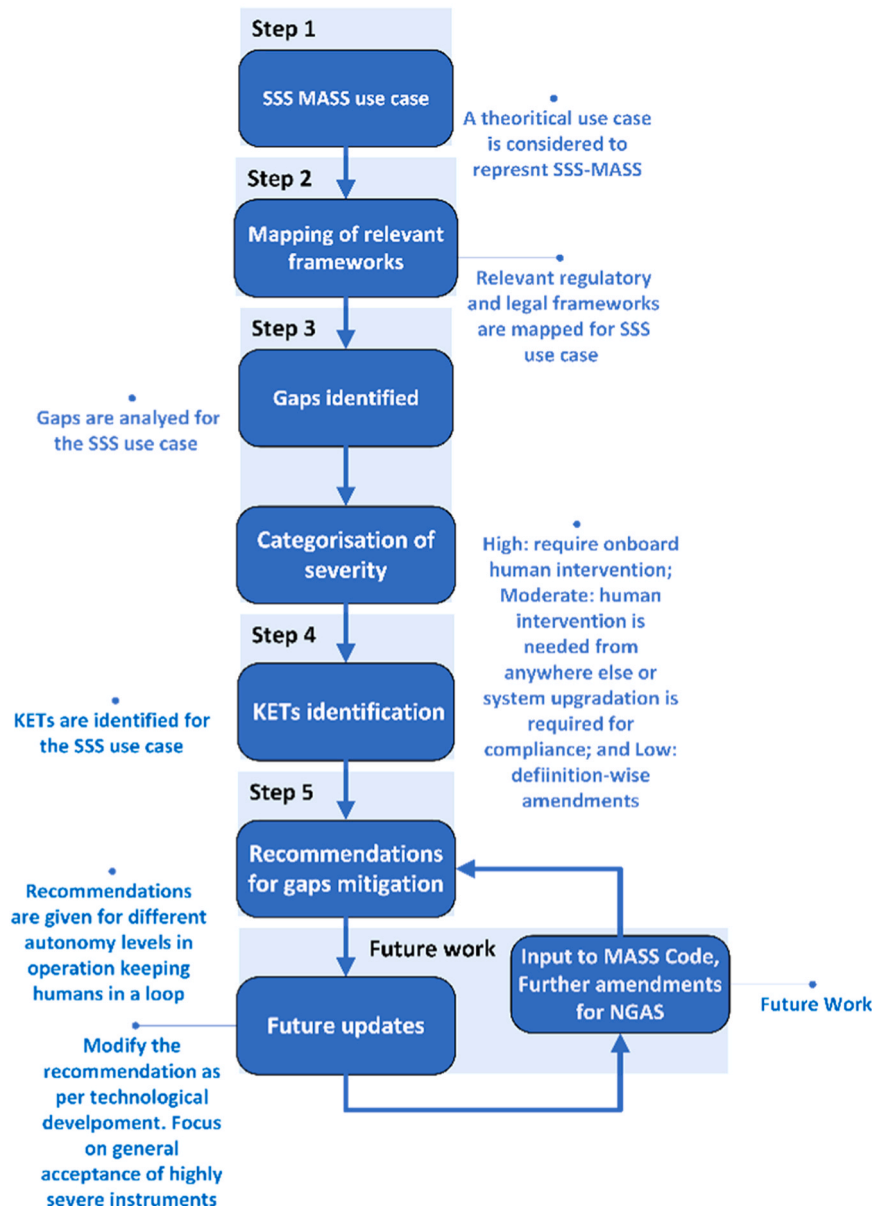 Step 1
SSS MASS use case
A theoritical use case
is considered to
represnt SSS-MASS
Step 2
Mapping of relevant
frameworks
Relevant regulatory
and legal frameworks
are mapped for SSS
use case
Step 3
Gaps identified
Gaps are analyed for
the SSS use case
Categorisation of
severity
High: require onboard
human intervention;
Moderate: human
intervention is
needed from
anywhere else or
system upgradation is
required for
compliance; and Low:
defiinition-wise
amendments
Step 4
KETs identification
KETs are identified for
the SSS use case
Step 5
Recommendations
for gaps mitigation
Recommendations
are given for different
autonomy levels in
operation keeping
humans in a loop
Future work
Input to MASS Code,
Further amendments
for NGAS
Future Work
Future updates
Modify the
recommendation as
per technological
develpoment. Focus
on general
acceptance of highly
severe instruments